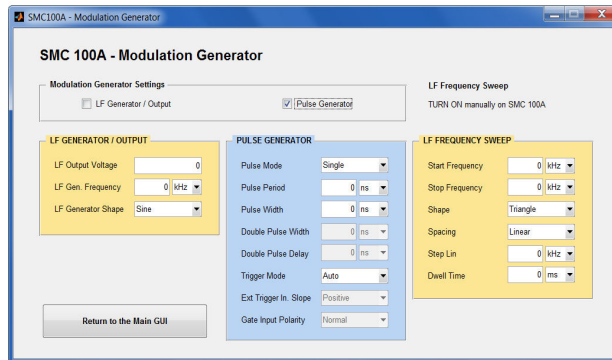 SMC100A - Modulation Generator
SMC 100A - Modulation Generator
Modulation Generator Settings
LF Generator / Output
Pulse Generator
LF Frequency Sweep
TURN ON manually on SMC 100A
LF GENERATOR / OUTPUT
LF Output Voltage 0
LF Gen. Frequency 0 kHz
LF Generator Shape Sine
PULSE GENERATOR
Pulse Mode Single
Pulse Period 0 ns
Pulse Width 0 ns
Double Pulse Width 0 ns
Double Pulse Delay 0 ns
Trigger Mode Auto
Ext Trigger In. Slope Positive
Gate Input Polarity Normal
LF FREQUENCY SWEEP
Start Frequency 0 kHz
Stop Frequency 0 kHz
Shape Triangle
Spacing Linear
Step Lin 0 kHz
Dwell Time 0 ms
Return to the Main GUI